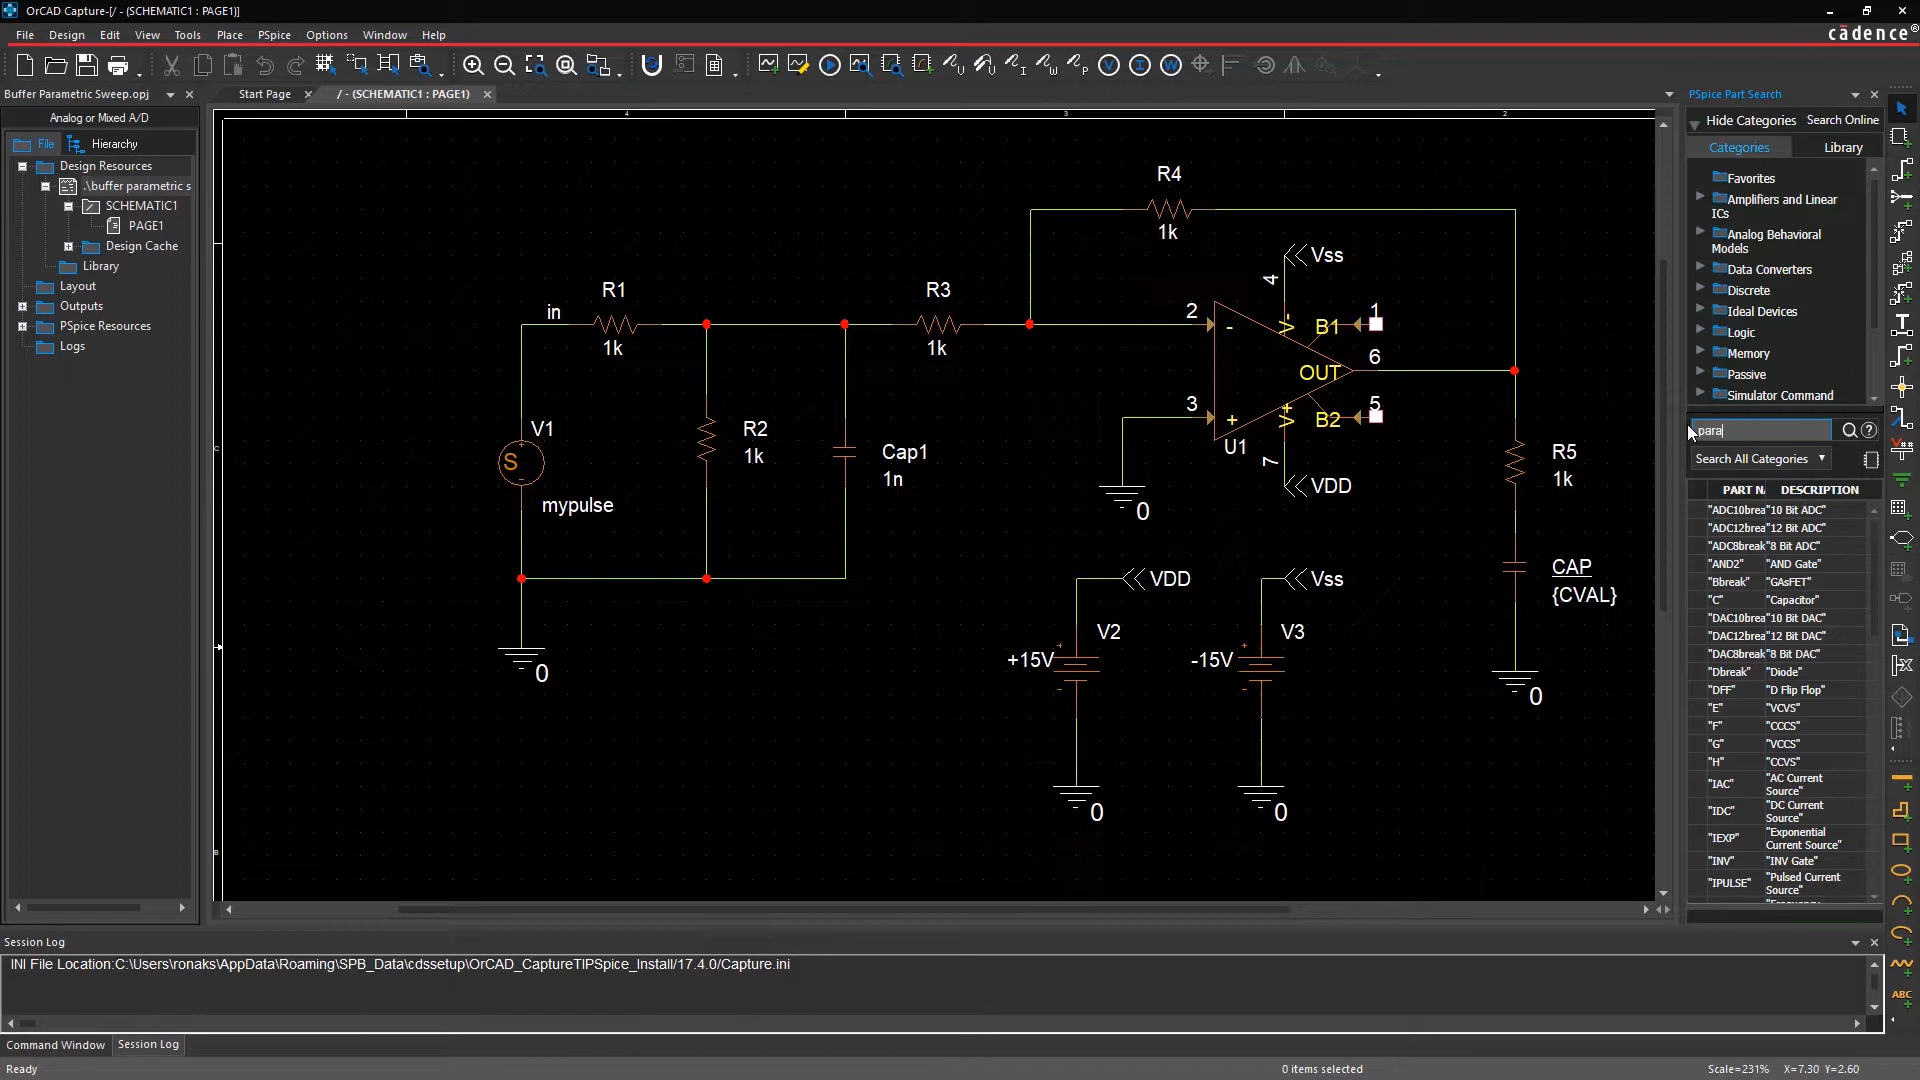 OrCAD Capture-[/ - (SCHEMATIC1 : PAGE1)]
File Design Edit View Tools Place PSpice Options Window Help
cādence®
Buffer Parametric Sweep.opj
Start Page
/ - (SCHEMATIC1 : PAGE1)
Analog or Mixed A/D
File Hierarchy
Design Resources
.\buffer parametric s
SCHEMATIC1
PAGE1
Design Cache
Library
Layout
Outputs
PSpice Resources
Logs
4
3
2
R4
1k
Vss
4
R1
in
1k
R3
1k
2
-
V-
B1
1
OUT
6
3
+
V+
B2
5
U1
7
VDD
0
V1
S
mypulse
R2
1k
Cap1
1n
R5
1k
CAP
{CVAL}
0
VDD
Vss
V2
+15V
V3
-15V
0
0
0
PSpice Part Search
Hide Categories Search Online
Categories Library
Favorites
Amplifiers and Linear
ICs
Analog Behavioral
Models
Data Converters
Discrete
Ideal Devices
Logic
Memory
Passive
Simulator Command
para
Search All Categories
PART N DESCRIPTION
"ADC10brea "10 Bit ADC"
"ADC12brea "12 Bit ADC"
"ADC8break "8 Bit ADC"
"AND2" "AND Gate"
"Bbreak" "GAsFET"
"C" "Capacitor"
"DAC10brea "10 Bit DAC"
"DAC12brea "12 Bit DAC"
"DAC8break "8 Bit DAC"
"Dbreak" "Diode"
"DFF" "D Flip Flop"
"E" "VCVS"
"F" "CCCS"
"G" "VCCS"
"H" "CCVS"
"IAC" "AC Current
Source"
"IDC" "DC Current
Source"
"IEXP" "Exponential
Current Source"
"INV" "INV Gate"
"IPULSE" "Pulsed Current
Source"
Session Log
INI File Location:C:\Users\ronaks\AppData\Roaming\SPB_Data\cdssetup\OrCAD_CaptureTIPSpice_Install/17.4.0/Capture.ini
Command Window Session Log
Ready
0 items selected
Scale=231% X=7.30 Y=2.60